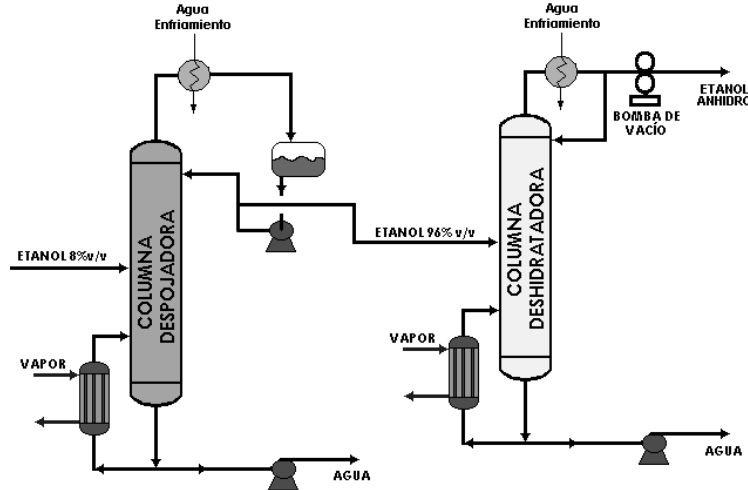 Agua
Enfriamiento
Agua
Enfriamiento
ETANOL
ANHIDRO
BOMBA DE
VACÍO
COLUMNA
DESPOJADORA
COLUMNA
DESHIDRATADORA
ETANOL 8%v/v
ETANOL 96% v/v
VAPOR
VAPOR
AGUA
AGUA